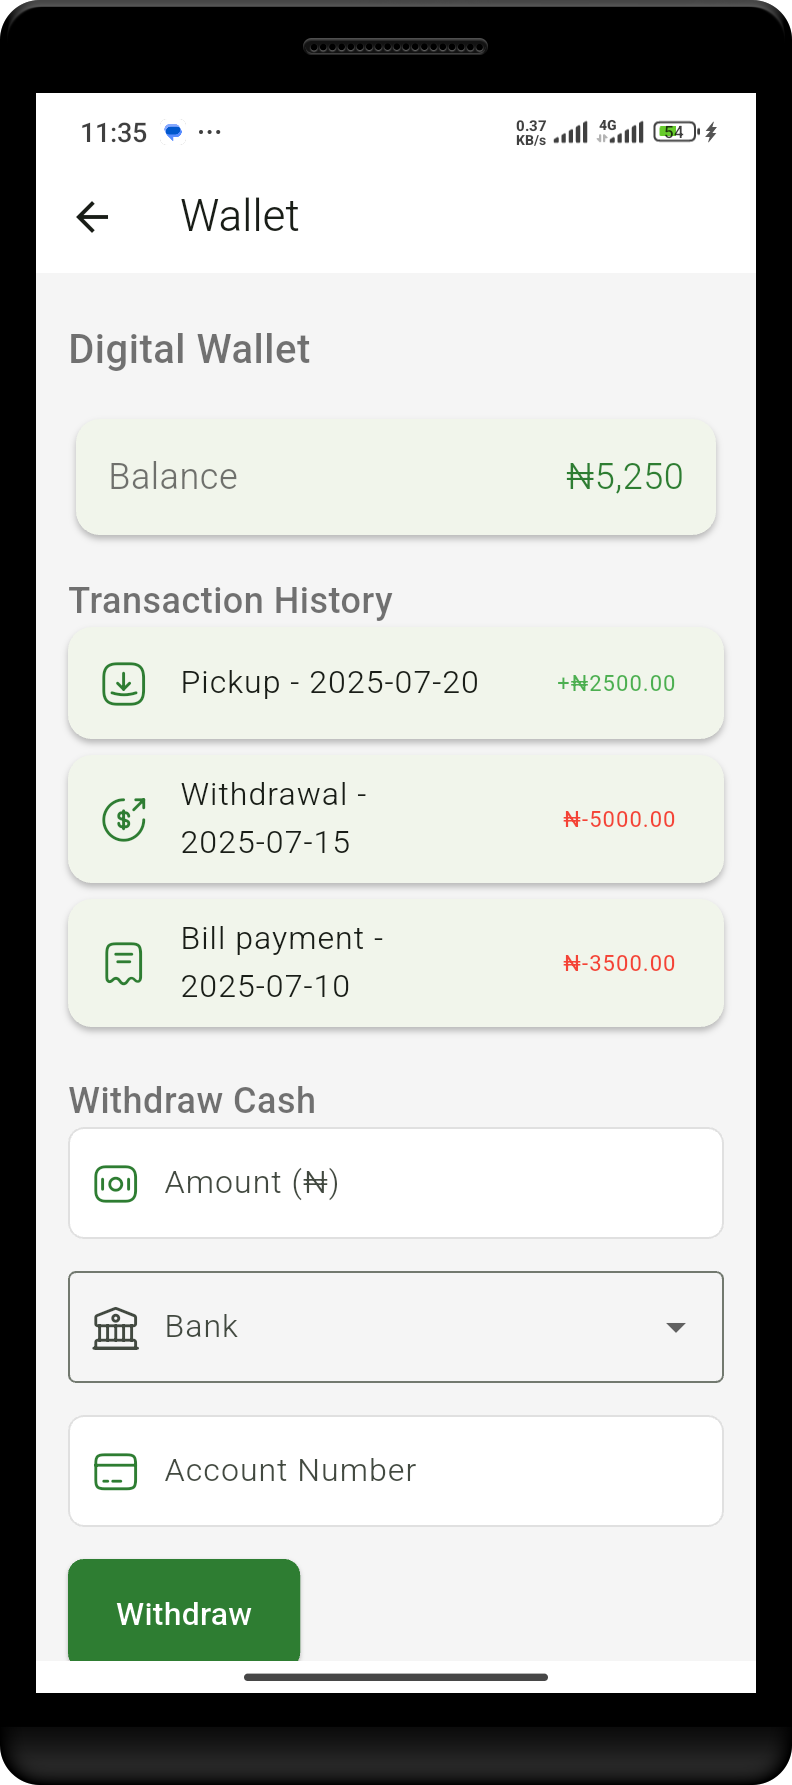 11:35 ... 0.37 KB/s 4G 54
Wallet
Digital Wallet
Balance ₦5,250
Transaction History
Pickup - 2025-07-20 +₦2500.00
Withdrawal -
2025-07-15 ₦-5000.00
Bill payment -
2025-07-10 ₦-3500.00
Withdraw Cash
Amount (₦)
Bank
Account Number
Withdraw